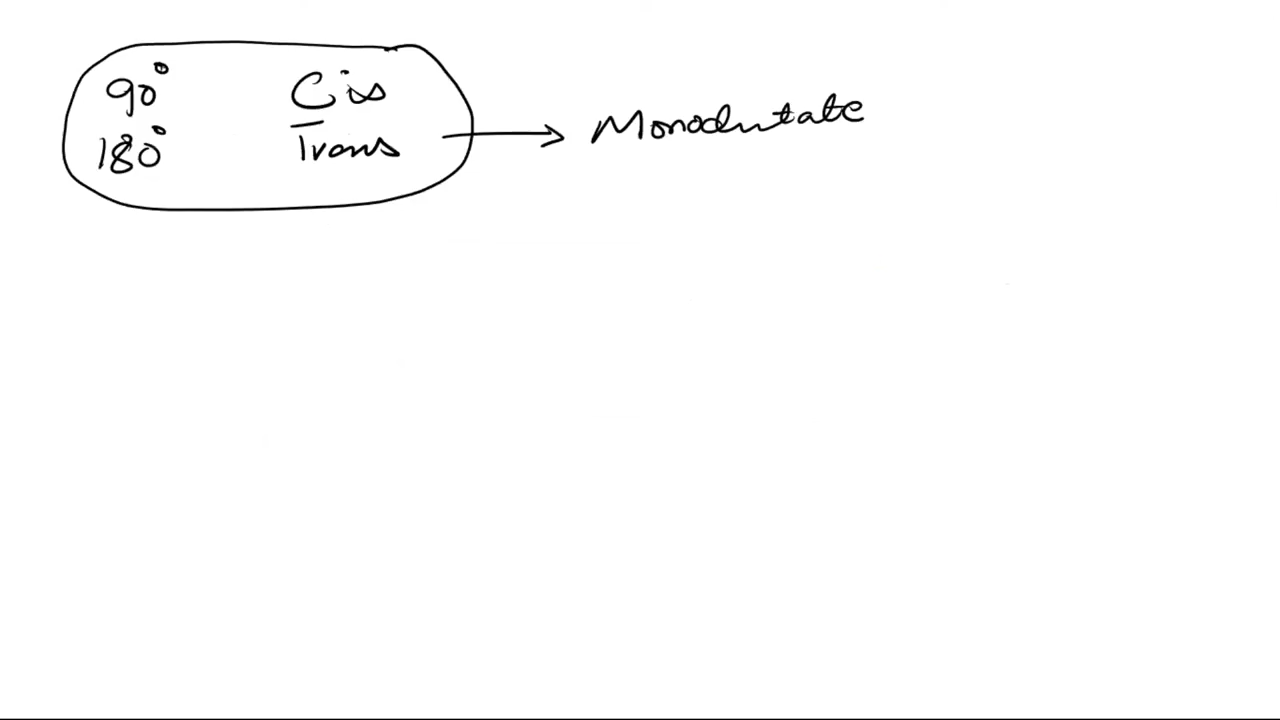 90° Cis
180° Trans → Monodentate